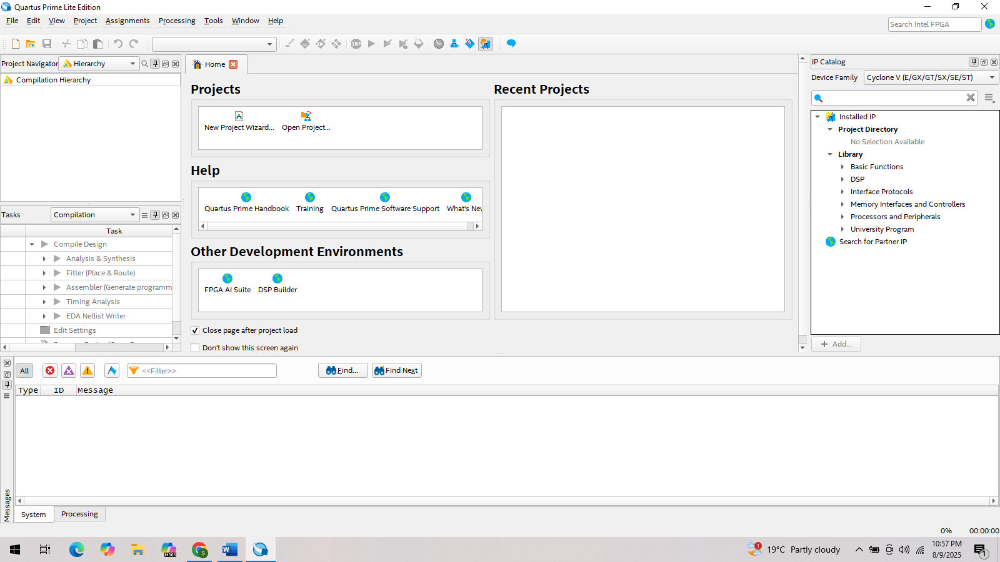 Quartus Prime Lite Edition
File Edit View Project Assignments Processing Tools Window Help
Search Intel FPGA
Project Navigator Hierarchy
Compilation Hierarchy
Tasks Compilation
Task
Compile Design
Analysis & Synthesis
Fitter (Place & Route)
Assembler (Generate programm
Timing Analysis
EDA Netlist Writer
Edit Settings
Home
Projects
New Project Wizard... Open Project...
Help
Quartus Prime Handbook Training Quartus Prime Software Support What's New
Other Development Environments
FPGA AI Suite DSP Builder
Close page after project load
Don't show this screen again
Recent Projects
IP Catalog
Device Family Cyclone V (E/GX/GT/SX/SE/ST)
Installed IP
Project Directory
No Selection Available
Library
Basic Functions
DSP
Interface Protocols
Memory Interfaces and Controllers
Processors and Peripherals
University Program
Search for Partner IP
+ Add...
Messages
All <<Filter>> Find... Find Next
Type ID Message
System Processing
0% 00:00:00
M365
S
W
1 19°C Partly cloudy
10:57 PM
8/9/2025
1